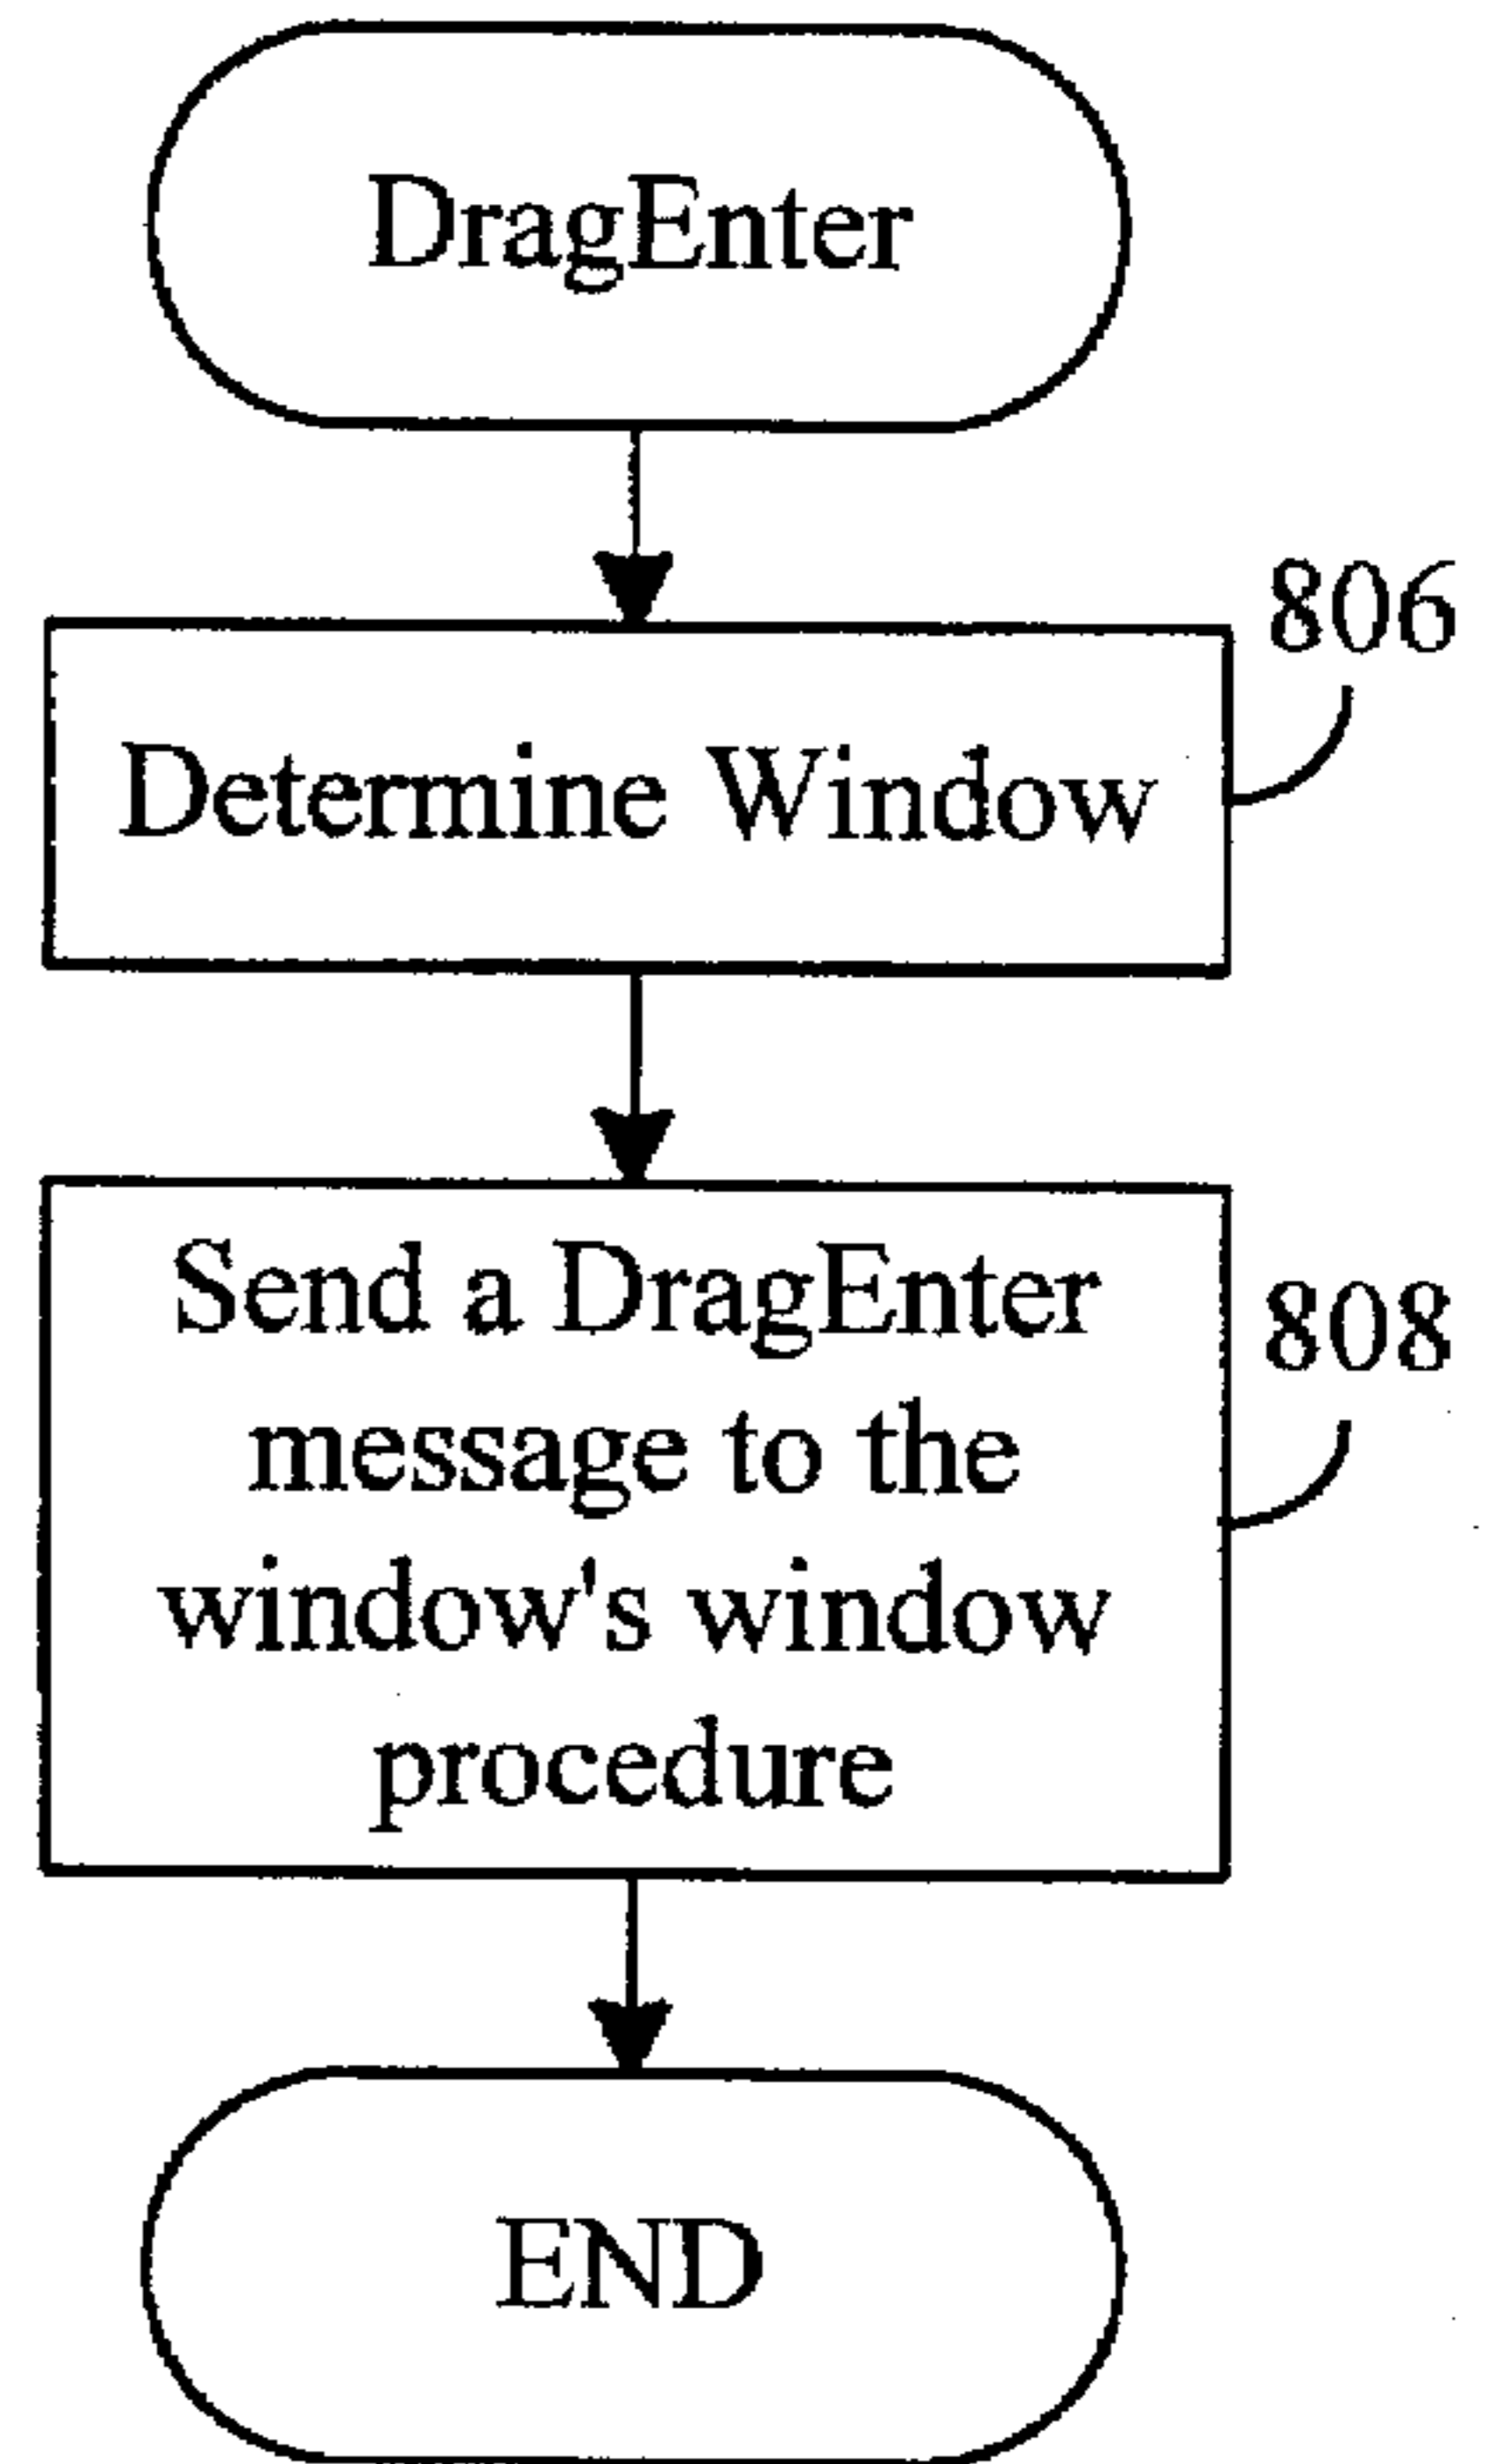 DragEnter
806
Determine Window
Send a DragEnter
message to the
window's window
procedure
808
END